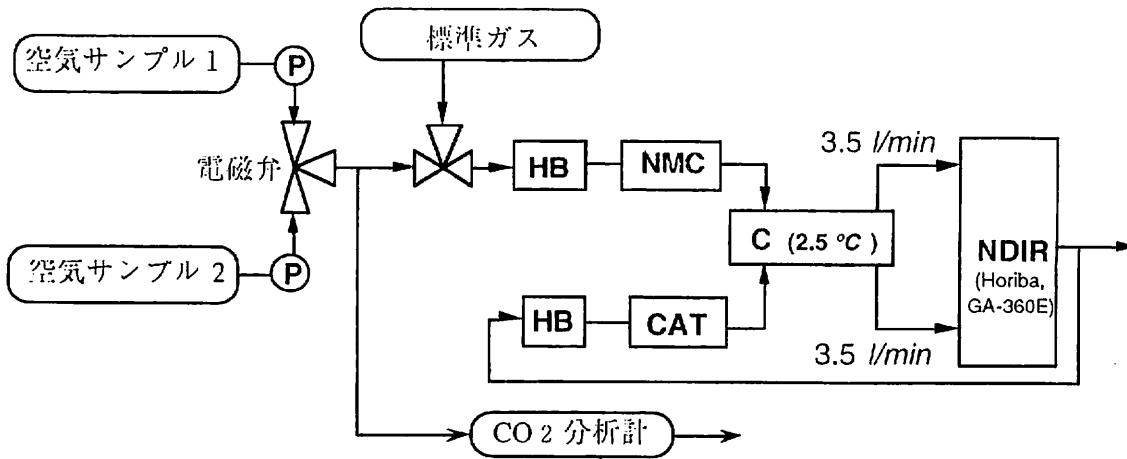 空気サンプル 1
P
標準ガス
電磁弁
HB
NMC
3.5 l/min
C (2.5 °C )
NDIR
(Horiba,
GA-360E)
空気サンプル 2
P
HB
CAT
3.5 l/min
CO 2 分析計